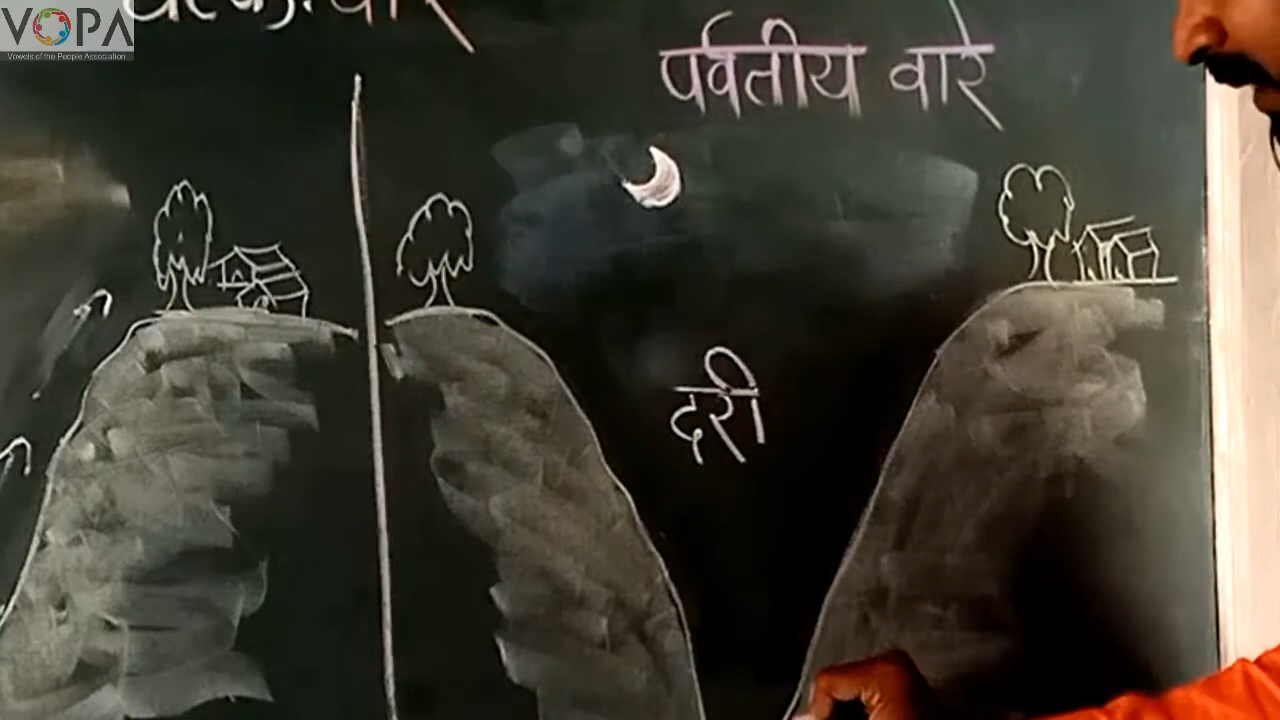 VOPA
Vowels of the People Association
पर्वतीय वारे
दरी